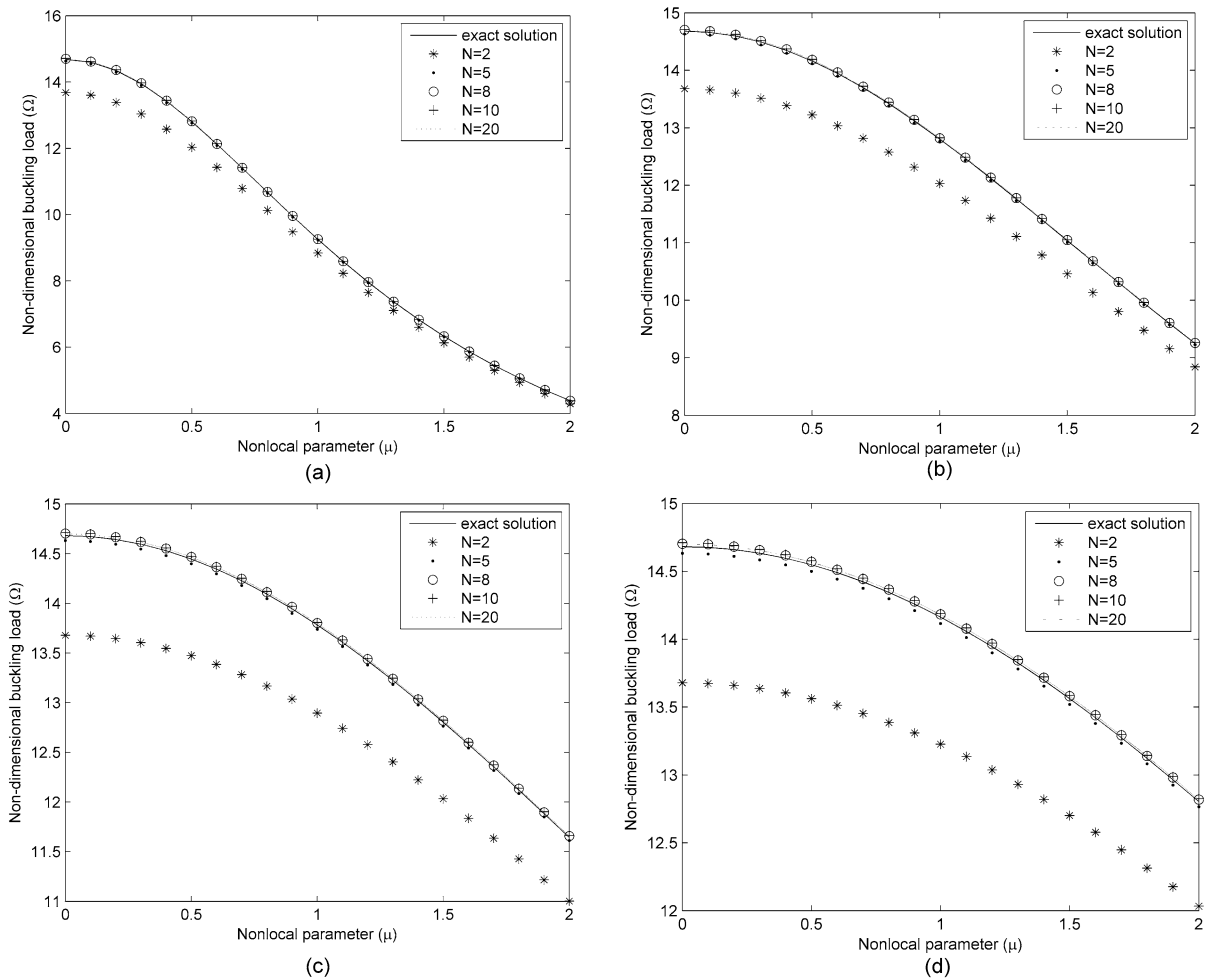 16
14
12
10
8
6
4
Non-dimensional buckling load (Ω)
exact solution
N=2
N=5
N=8
N=10
N=20
0
0.5
1
1.5
2
Nonlocal parameter (μ)
(a)
15
14
13
12
11
10
9
8
Non-dimensional buckling load (Ω)
exact solution
N=2
N=5
N=8
N=10
N=20
0
0.5
1
1.5
2
Nonlocal parameter (μ)
(b)
15
14.5
14
13.5
13
12.5
12
11.5
11
Non-dimensional buckling load (Ω)
exact solution
N=2
N=5
N=8
N=10
N=20
0
0.5
1
1.5
2
Nonlocal parameter (μ)
(c)
15
14.5
14
13.5
13
12.5
12
Non-dimensional buckling load (Ω)
exact solution
N=2
N=5
N=8
N=10
N=20
0
0.5
1
1.5
2
Nonlocal parameter (μ)
(d)